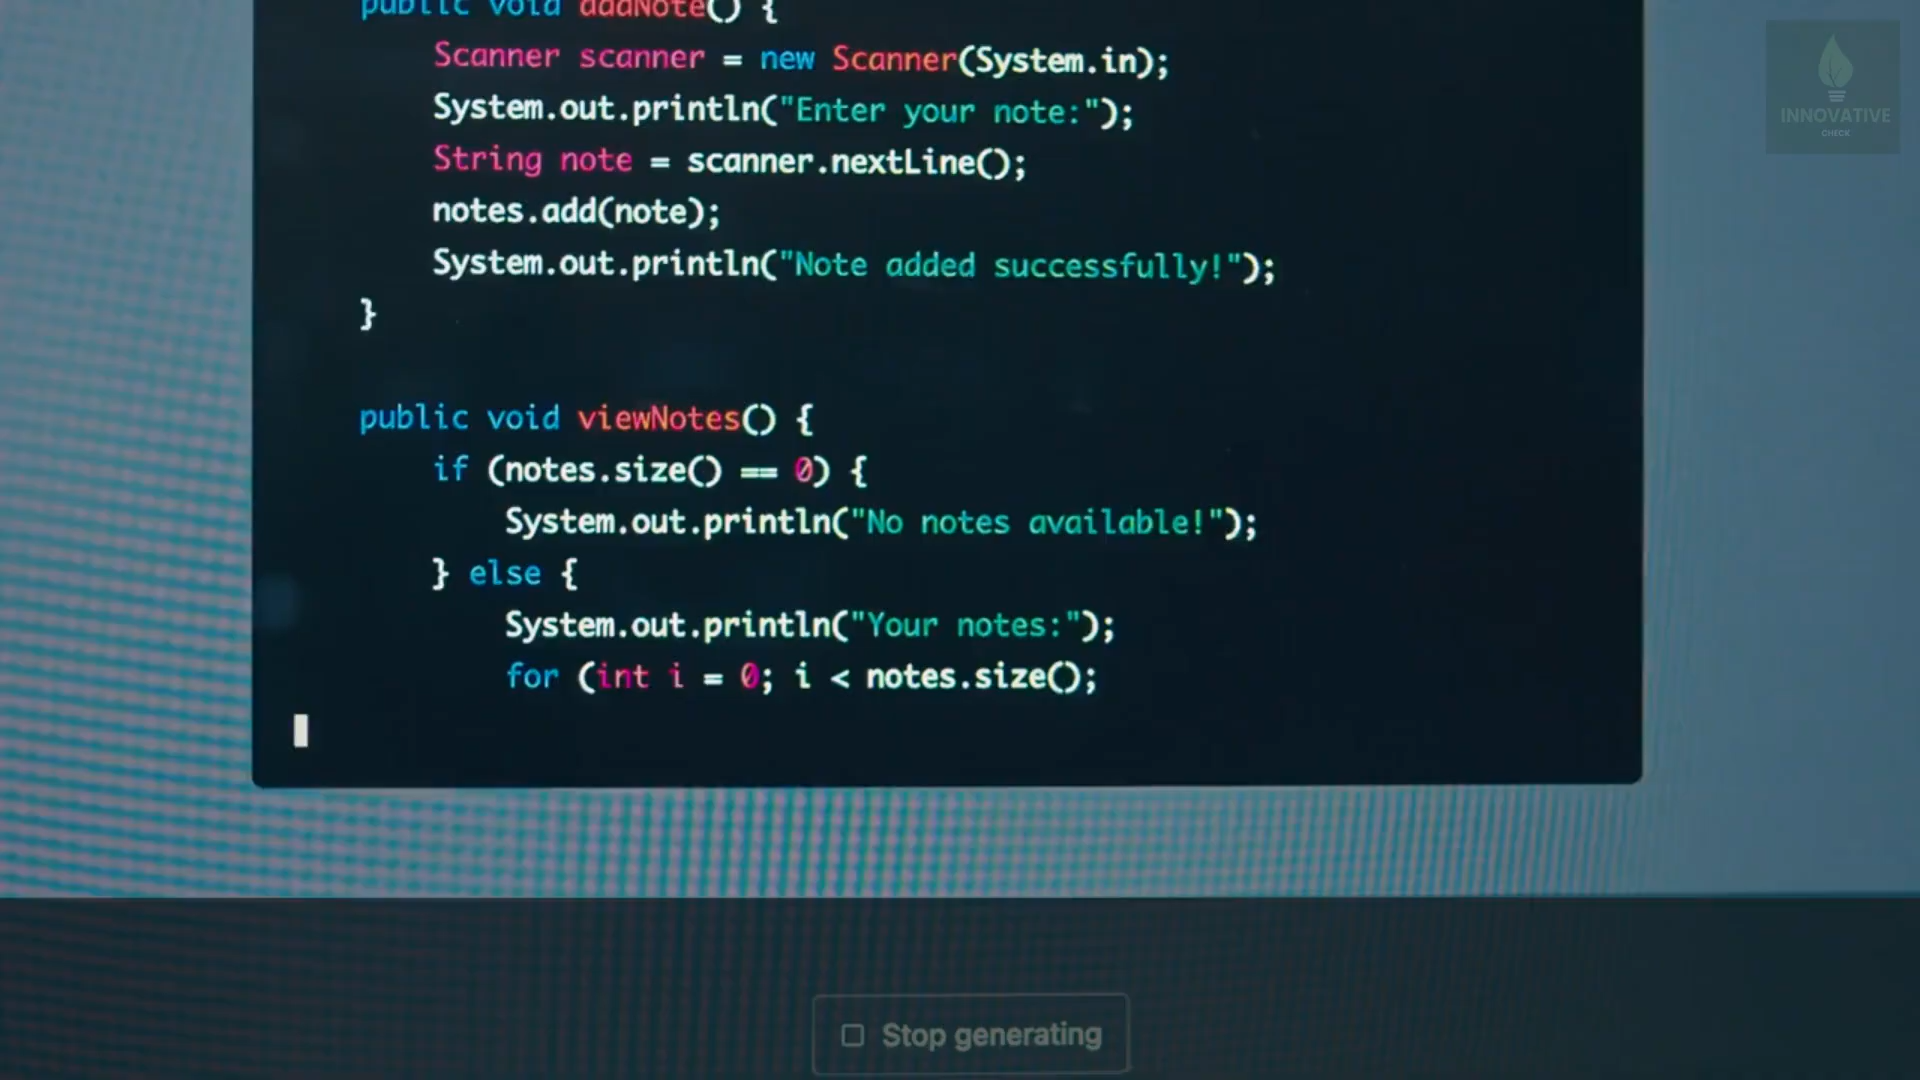 public void addNote() {
Scanner scanner = new Scanner(System.in);
System.out.println("Enter your note:");
String note = scanner.nextLine();
notes.add(note);
System.out.println("Note added successfully!");
}
public void viewNotes() {
if (notes.size() == 0) {
System.out.println("No notes available!");
} else {
System.out.println("Your notes:");
for (int i = 0; i < notes.size();
Stop generating
INNOVATIVE
CHECK